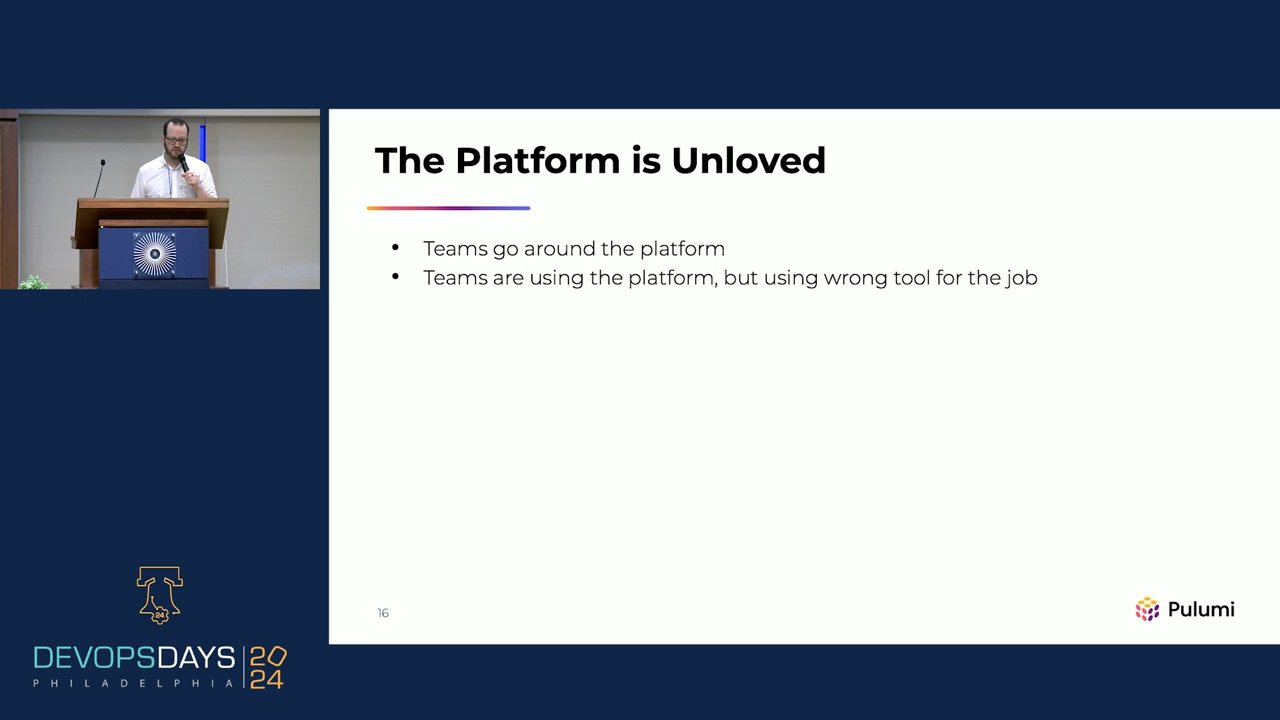 The Platform is Unloved
• Teams go around the platform
• Teams are using the platform, but using wrong tool for the job
16
Pulumi
24
DEVOPSDAYS
PHILADELPHIA
20
24